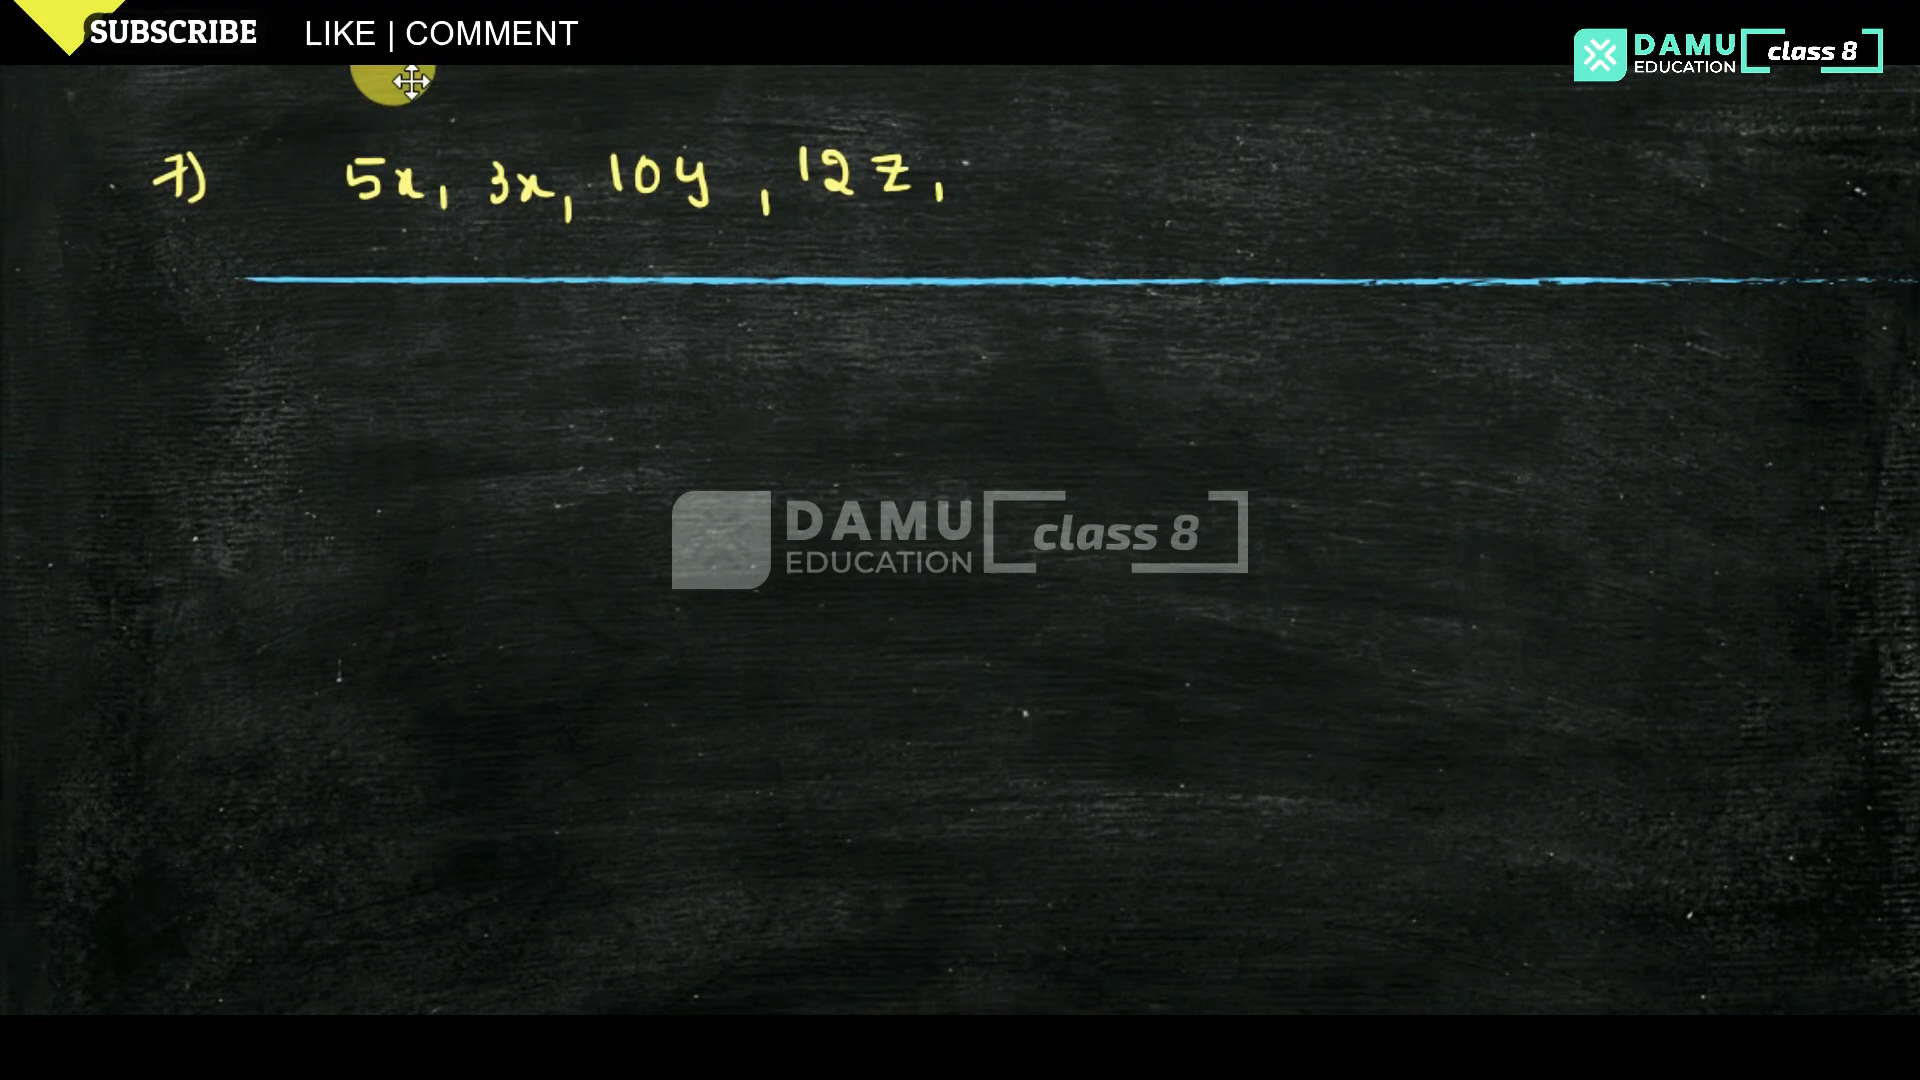 SUBSCRIBE LIKE | COMMENT
DAMU EDUCATION class 8
7) 5x, 3x, 10y, 12z,
DAMU EDUCATION class 8